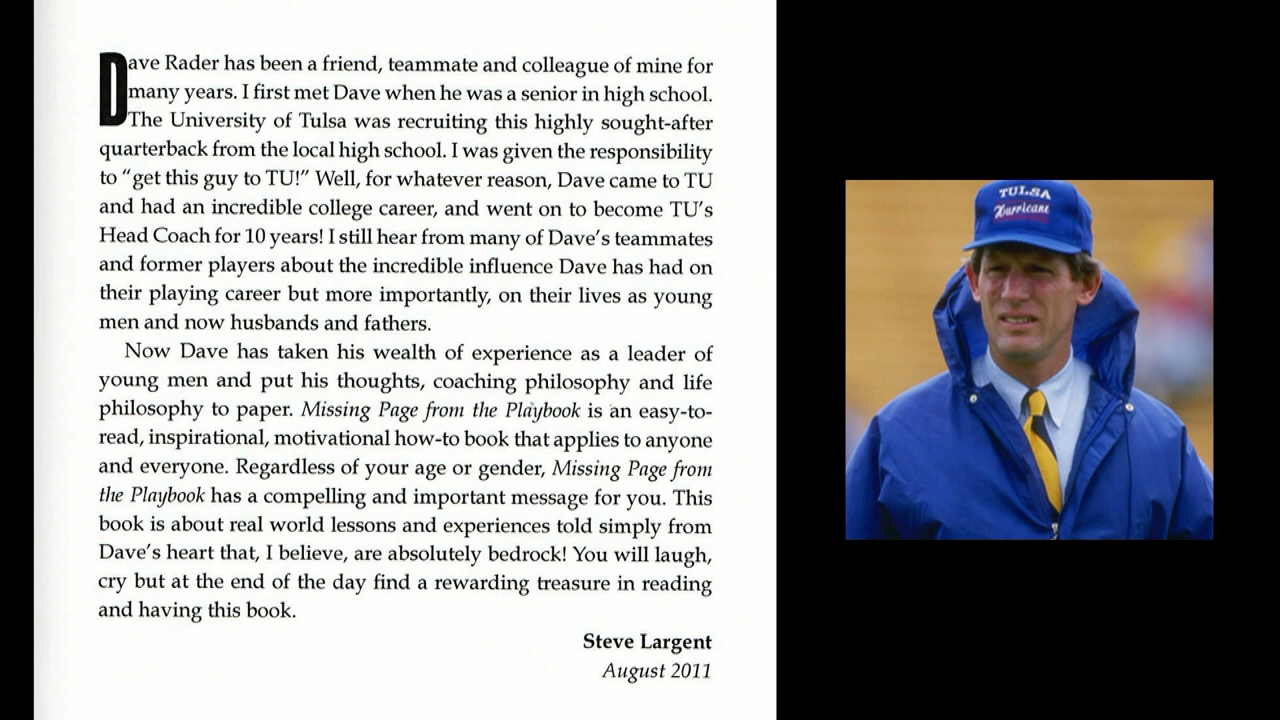 Dave Rader has been a friend, teammate and colleague of mine for
many years. I first met Dave when he was a senior in high school.
The University of Tulsa was recruiting this highly sought-after
quarterback from the local high school. I was given the responsibility
to “get this guy to TU!” Well, for whatever reason, Dave came to TU
and had an incredible college career, and went on to become TU’s
Head Coach for 10 years! I still hear from many of Dave’s teammates
and former players about the incredible influence Dave has had on
their playing career but more importantly, on their lives as young
men and now husbands and fathers.
Now Dave has taken his wealth of experience as a leader of
young men and put his thoughts, coaching philosophy and life
philosophy to paper. Missing Page from the Playbook is an easy-to-
read, inspirational, motivational how-to book that applies to anyone
and everyone. Regardless of your age or gender, Missing Page from
the Playbook has a compelling and important message for you. This
book is about real world lessons and experiences told simply from
Dave’s heart that, I believe, are absolutely bedrock! You will laugh,
cry but at the end of the day find a rewarding treasure in reading
and having this book.
Steve Largent
August 2011
TULSA
Hurricane